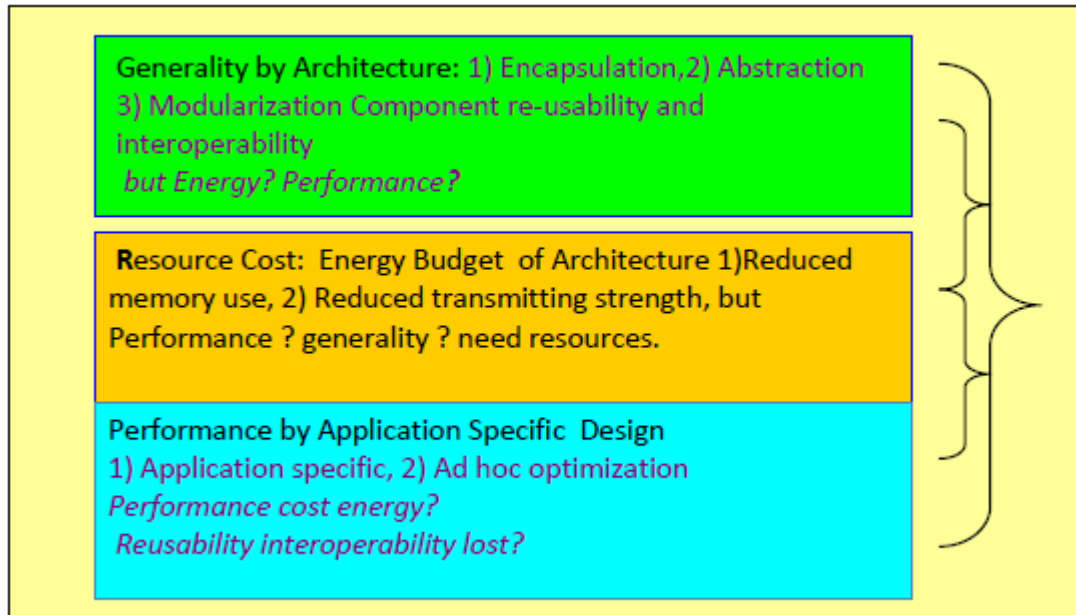 Generality by Architecture: 1) Encapsulation,2) Abstraction
3) Modularization Component re-usability and
interoperability
but Energy? Performance?
Resource Cost: Energy Budget of Architecture 1)Reduced
memory use, 2) Reduced transmitting strength, but
Performance ? generality ? need resources.
Performance by Application Specific Design
1) Application specific, 2) Ad hoc optimization
Performance cost energy?
Reusability interoperability lost?